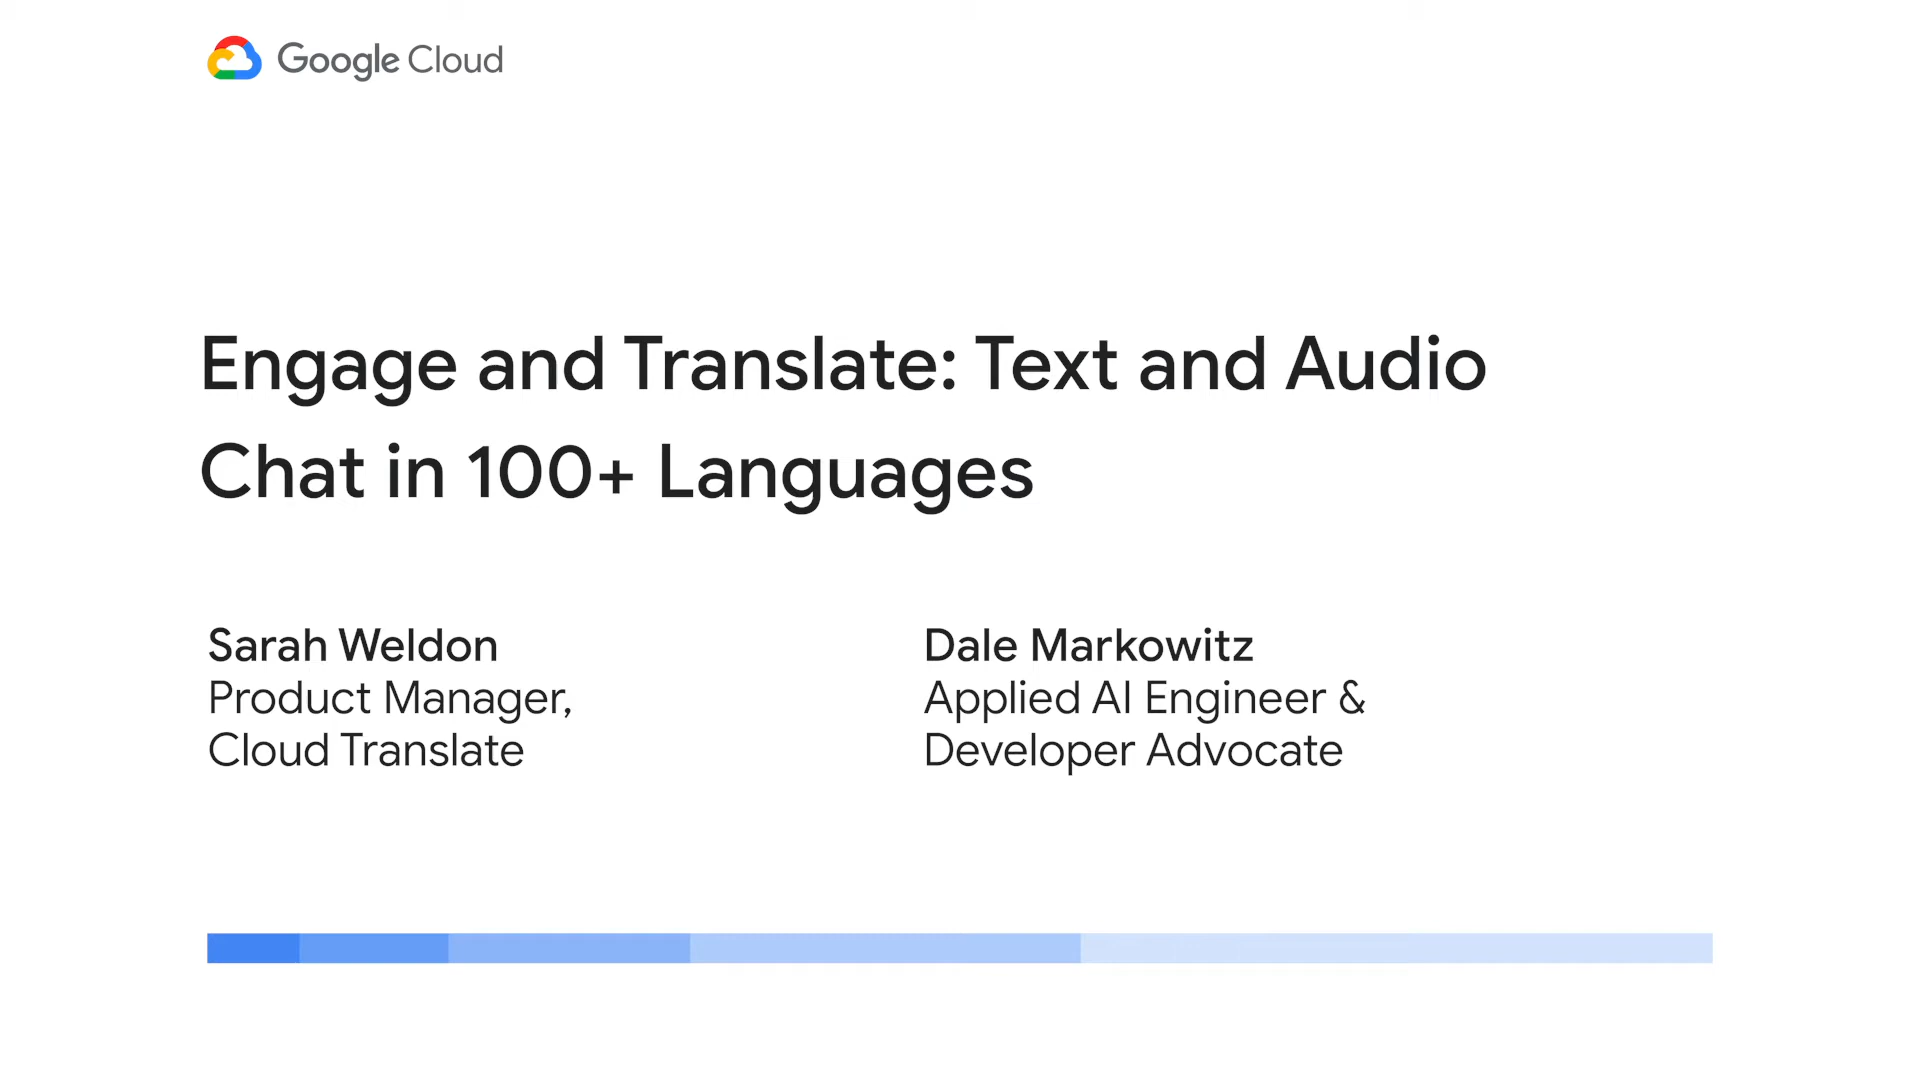 Google Cloud
Engage and Translate: Text and Audio
Chat in 100+ Languages
Sarah Weldon
Product Manager,
Cloud Translate
Dale Markowitz
Applied AI Engineer &
Developer Advocate